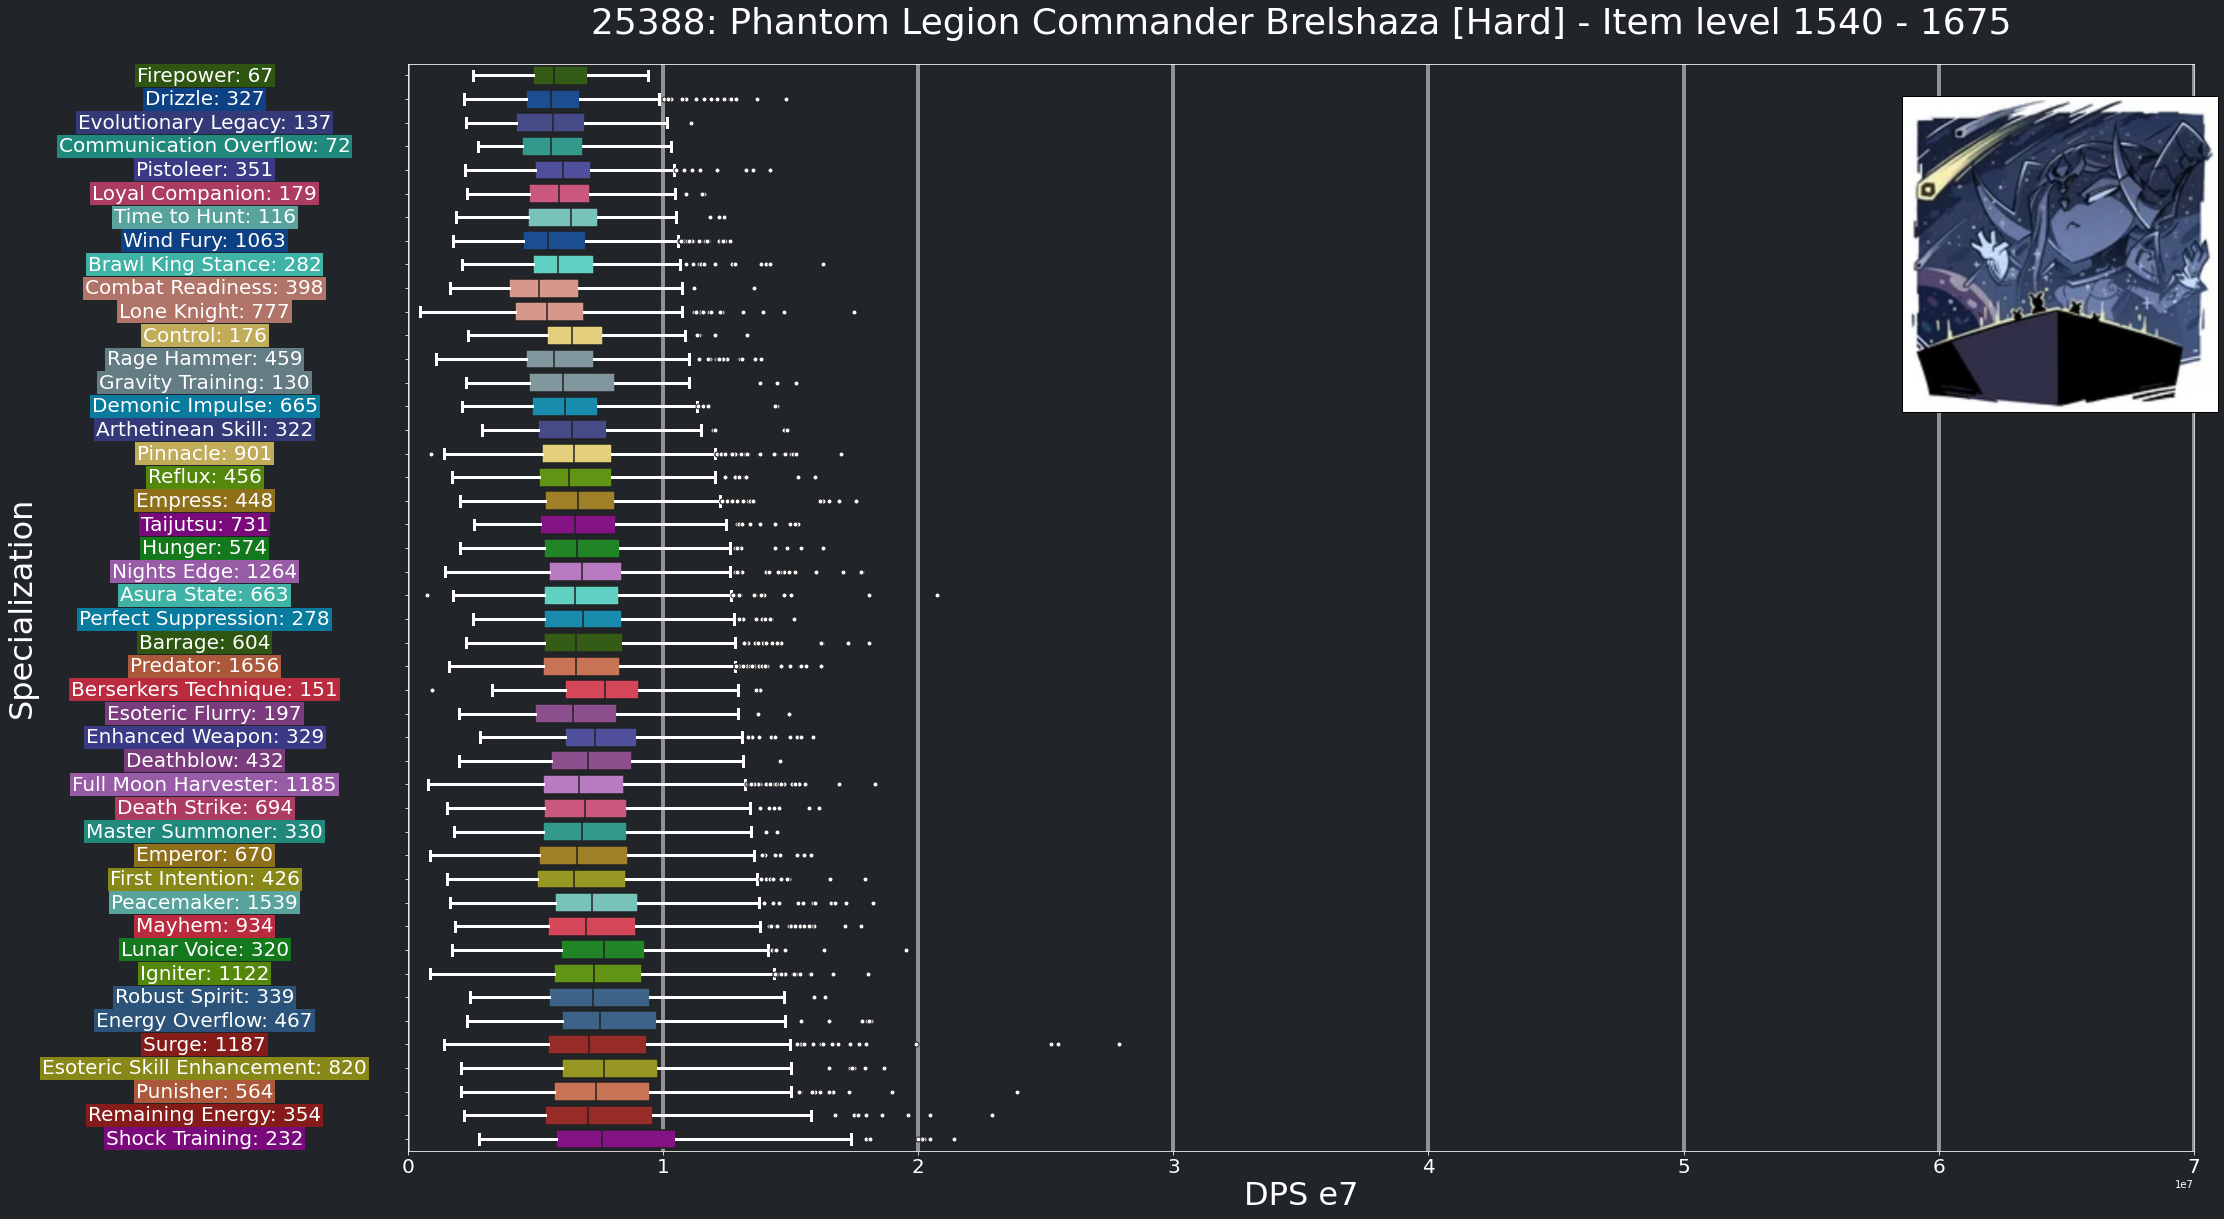 25388: Phantom Legion Commander Brelshaza [Hard] - Item level 1540 - 1675
Firepower: 67
Drizzle: 327
Evolutionary Legacy: 137
Communication Overflow: 72
Pistoleer: 351
Loyal Companion: 179
Time to Hunt: 116
Wind Fury: 1063
Brawl King Stance: 282
Combat Readiness: 398
Lone Knight: 777
Control: 176
Rage Hammer: 459
Gravity Training: 130
Demonic Impulse: 665
Arthetinean Skill: 322
Pinnacle: 901
Reflux: 456
Empress: 448
Taijutsu: 731
Hunger: 574
Nights Edge: 1264
Asura State: 663
Perfect Suppression: 278
Barrage: 604
Predator: 1656
Berserkers Technique: 151
Esoteric Flurry: 197
Enhanced Weapon: 329
Deathblow: 432
Full Moon Harvester: 1185
Death Strike: 694
Master Summoner: 330
Emperor: 670
First Intention: 426
Peacemaker: 1539
Mayhem: 934
Lunar Voice: 320
Igniter: 1122
Robust Spirit: 339
Energy Overflow: 467
Surge: 1187
Esoteric Skill Enhancement: 820
Punisher: 564
Remaining Energy: 354
Shock Training: 232
Specialization
0 1 2 3 4 5 6 7
1e7
DPS e7